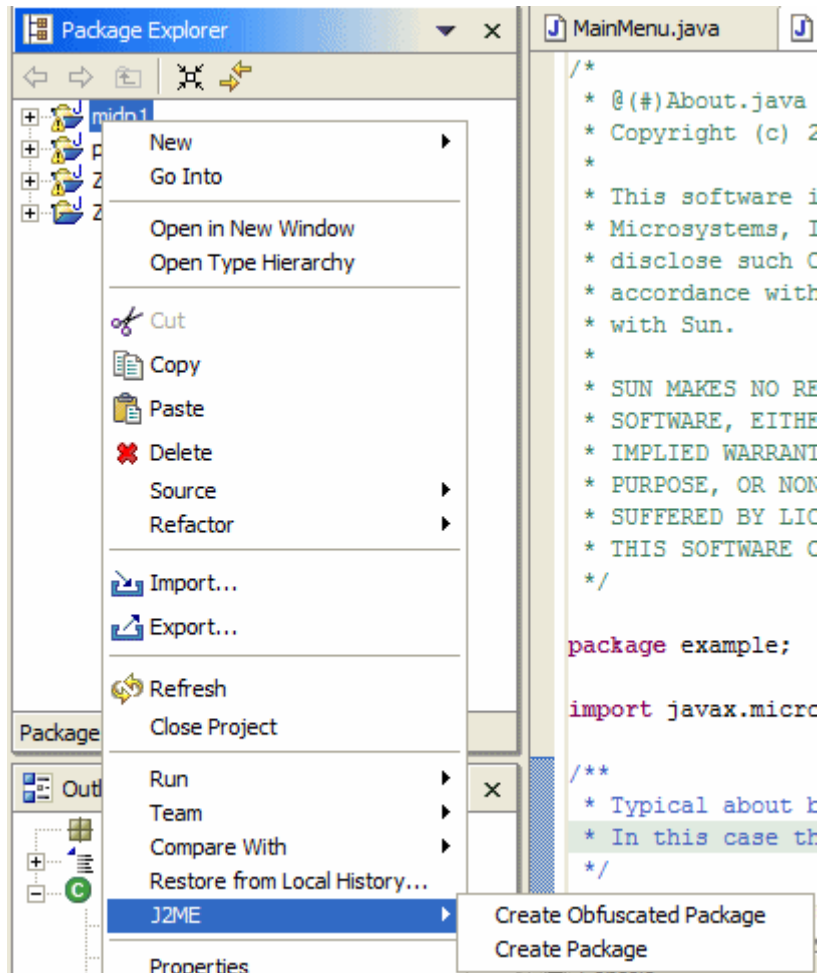 Package Explorer
midp1
New
Go Into
Open in New Window
Open Type Hierarchy
Cut
Copy
Paste
Delete
Source
Refactor
Import...
Export...
Refresh
Close Project
Run
Team
Compare With
Restore from Local History...
J2ME
Properties
Create Obfuscated Package
Create Package
Package
Outl
MainMenu.java
/*
* @(#)About.java
* Copyright (c) 2
*
* This software i
* Microsystems, I
* disclose such C
* accordance with
* with Sun.
*
* SUN MAKES NO RE
* SOFTWARE, EITHE
* IMPLIED WARRANT
* PURPOSE, OR NON
* SUFFERED BY LIC
* THIS SOFTWARE O
*/
package example;
import javax.micro
/**
* Typical about b
* In this case th
*/